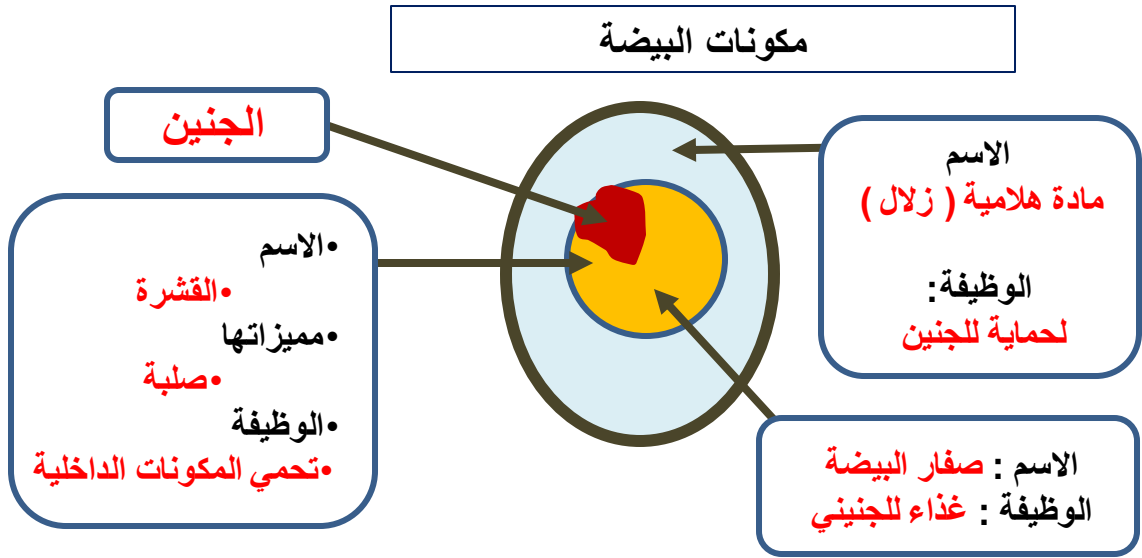 مكونات البيضة
الجنين
الاسم
مادة هلامية ( زلال )
الوظيفة:
لحماية للجنين
•الاسم
•القشرة
•مميزاتها
•صلبة
•الوظيفة
•تحمي المكونات الداخلية
الاسم : صفار البيضة
الوظيفة : غذاء للجنيني